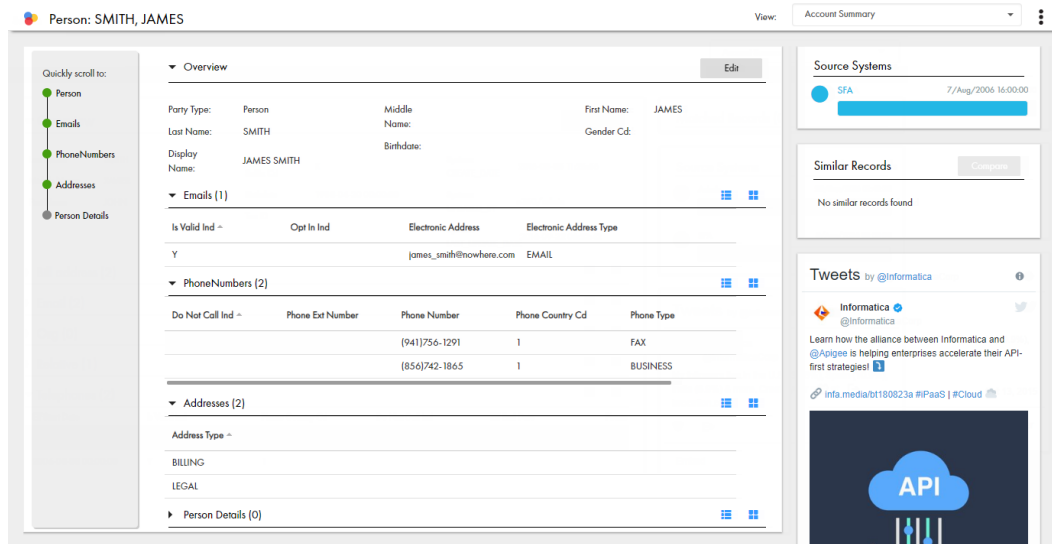 Person: SMITH, JAMES
View:
Account Summary
Quickly scroll to:
Person
Emails
PhoneNumbers
Addresses
Person Details
Overview
Edit
Party Type: Person
Middle Name:
First Name: JAMES
Last Name: SMITH
Birthdate:
Gender Cd:
Display Name: JAMES SMITH
Emails (1)
Is Valid Ind Opt In Ind Electronic Address Electronic Address Type
Y james_smith@nowhere.com EMAIL
PhoneNumbers (2)
Do Not Call Ind Phone Ext Number Phone Number Phone Country Cd Phone Type
(941)756-1291 1 FAX
(856)742-1865 1 BUSINESS
Addresses (2)
Address Type
BILLING
LEGAL
Person Details (0)
Source Systems
SFA 7/Aug/2006 16:00:00
Similar Records
Compare
No similar records found
Tweets by @Informatica
Informatica
@Informatica
Learn how the alliance between Informatica and
@Apigee is helping enterprises accelerate their API-
first strategies!
infa.media/bt180823a #iPaaS | #Cloud
API